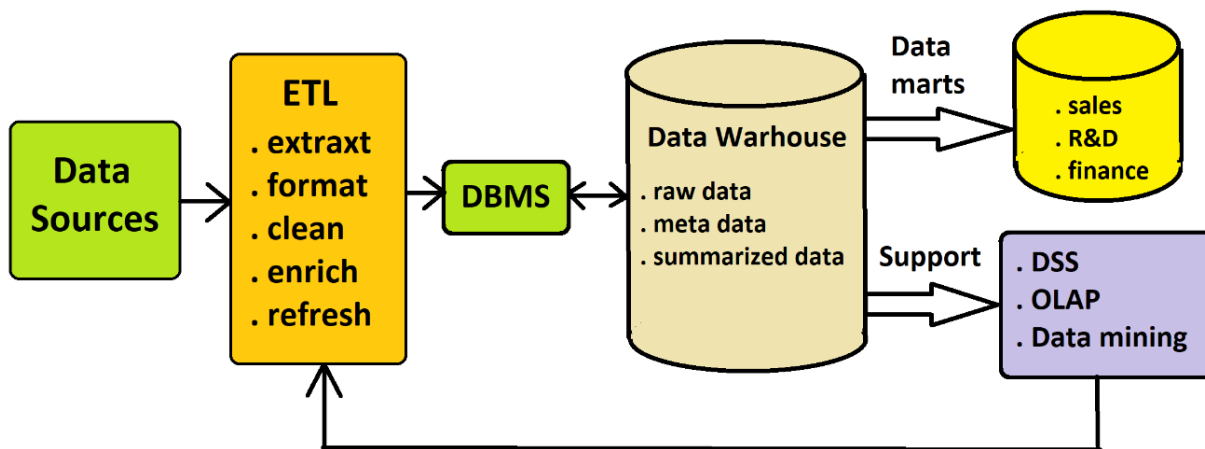 Data
Sources
ETL
. extraxt
. format
. clean
. enrich
. refresh
DBMS
Data Warhouse
. raw data
. meta data
. summarized data
Data
marts
. sales
. R&D
. finance
Support
. DSS
. OLAP
. Data mining